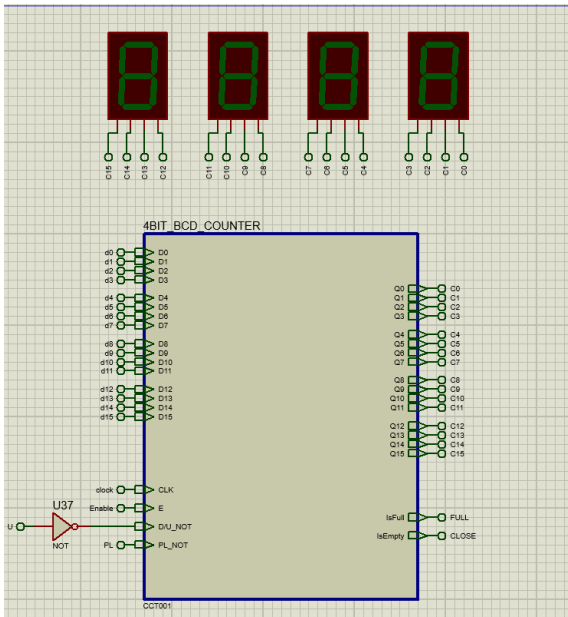 C15 C14 C13 C12 C11 C10 C9 C8 C7 C6 C5 C4 C3 C2 C1 C0
4BIT_BCD_COUNTER
d0 D0
d1 D1
d2 D2
d3 D3
d4 D4
d5 D5
d6 D6
d7 D7
d8 D8
d9 D9
d10 D10
d11 D11
d12 D12
d13 D13
d14 D14
d15 D15
Q0 C0
Q1 C1
Q2 C2
Q3 C3
Q4 C4
Q5 C5
Q6 C6
Q7 C7
Q8 C8
Q9 C9
Q10 C10
Q11 C11
Q12 C12
Q13 C13
Q14 C14
Q15 C15
clock CLK
Enable E
U37
U D/U_NOT
NOT
PL PL_NOT
IsFull FULL
IsEmpty CLOSE
CCT001